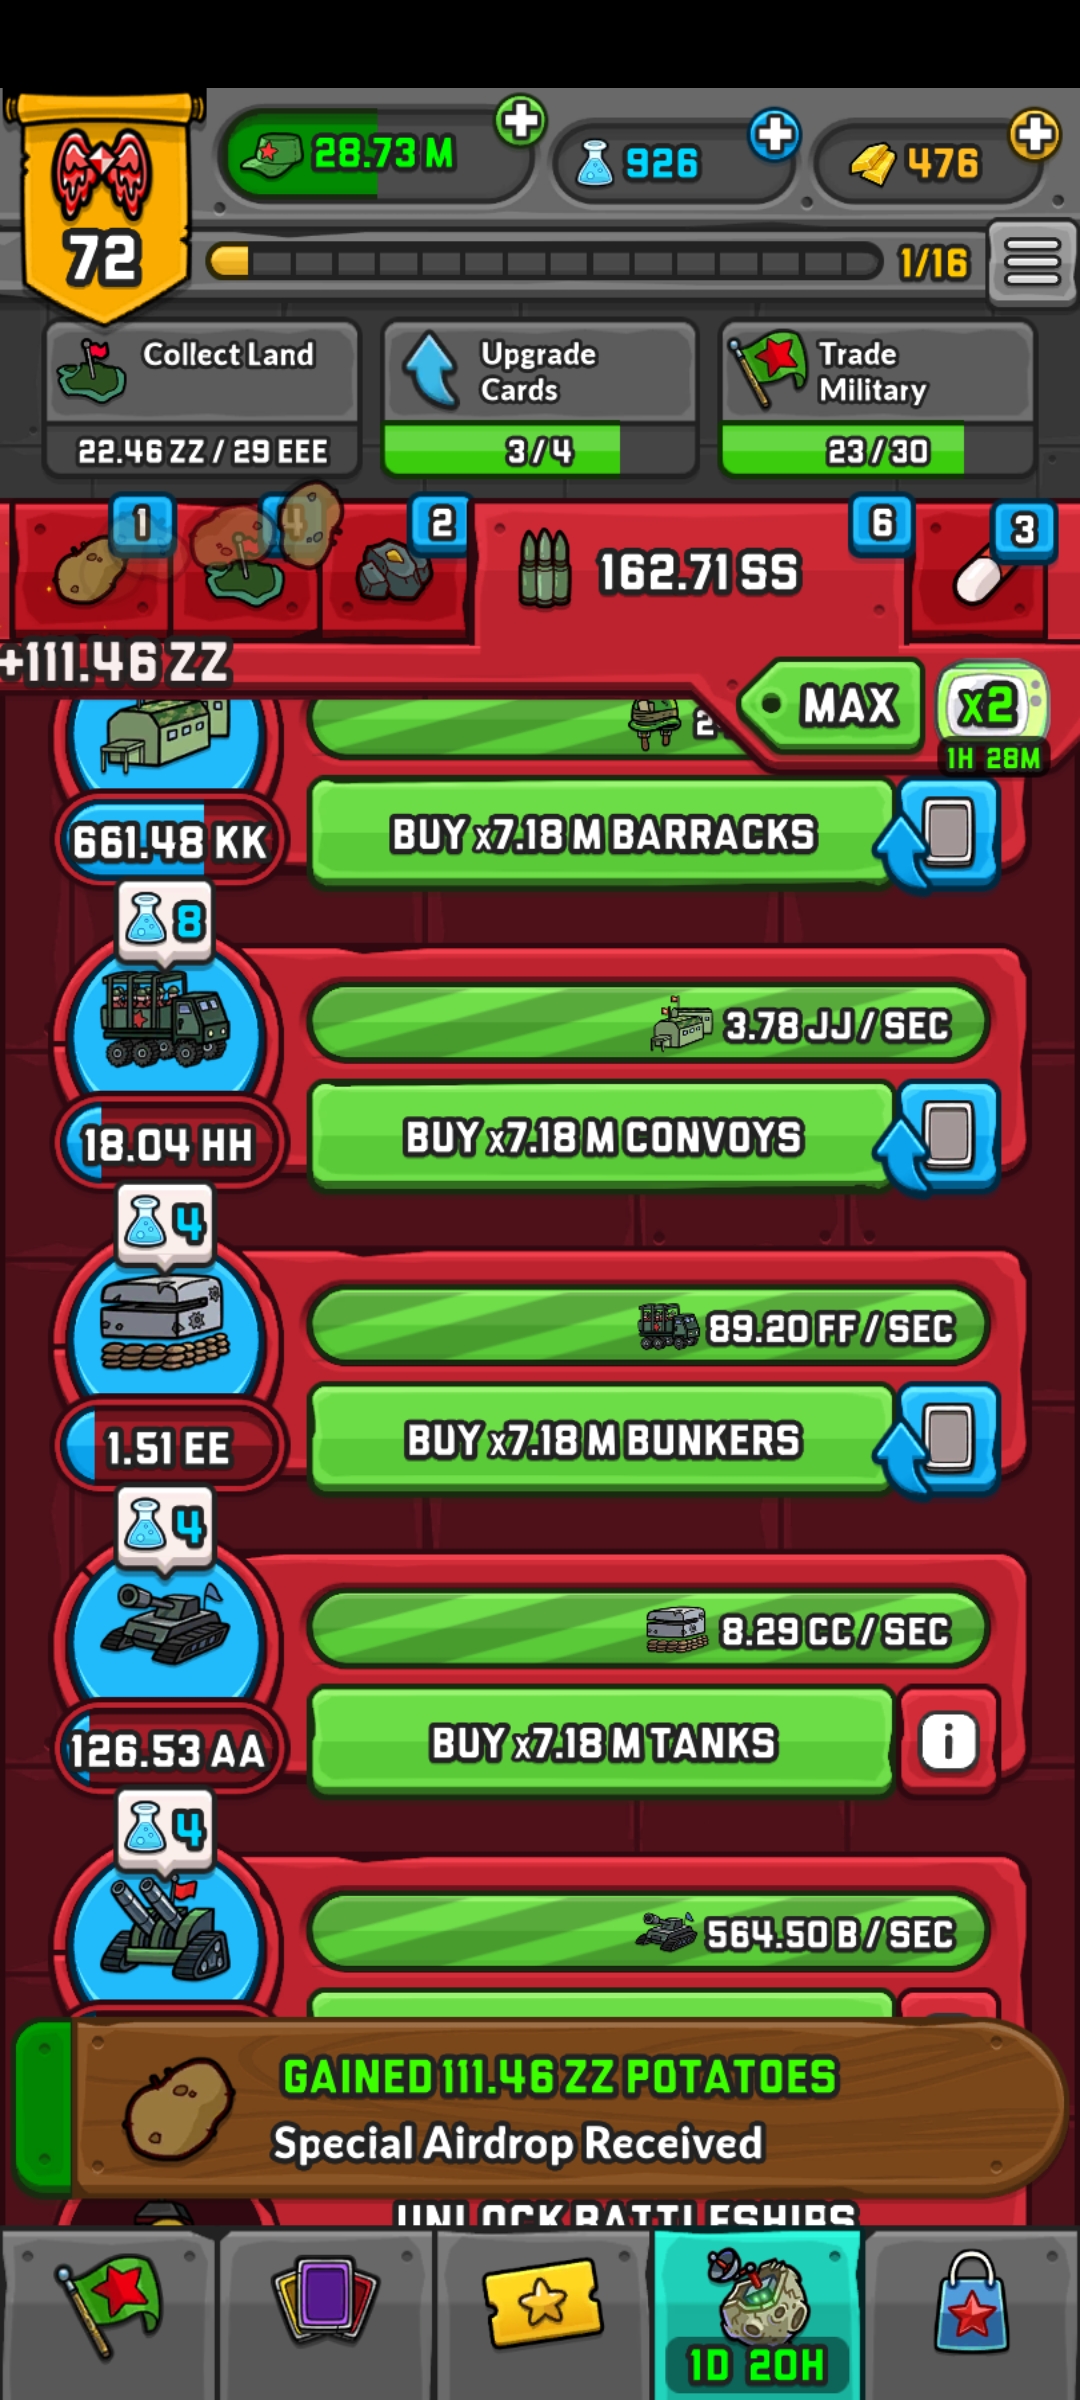 28.73 M
926
476
72
1/16
Collect Land
22.46 ZZ / 29 EEE
Upgrade
Cards
3/4
Trade
Military
23/30
1
4
2
162.71 SS
6
3
+111.46 ZZ
MAX
x2
1H 28M
2
661.48 KK
BUY x7.18 M BARRACKS
8
3.78 JJ / SEC
18.04 HH
BUY x7.18 M CONVOYS
4
89.20 FF / SEC
1.51 EE
BUY x7.18 M BUNKERS
4
8.29 CC / SEC
126.53 AA
BUY x7.18 M TANKS
i
4
564.50 B / SEC
GAINED 111.46 ZZ POTATOES
Special Airdrop Received
UNLOCK BATTLESHIPS
1D 20H